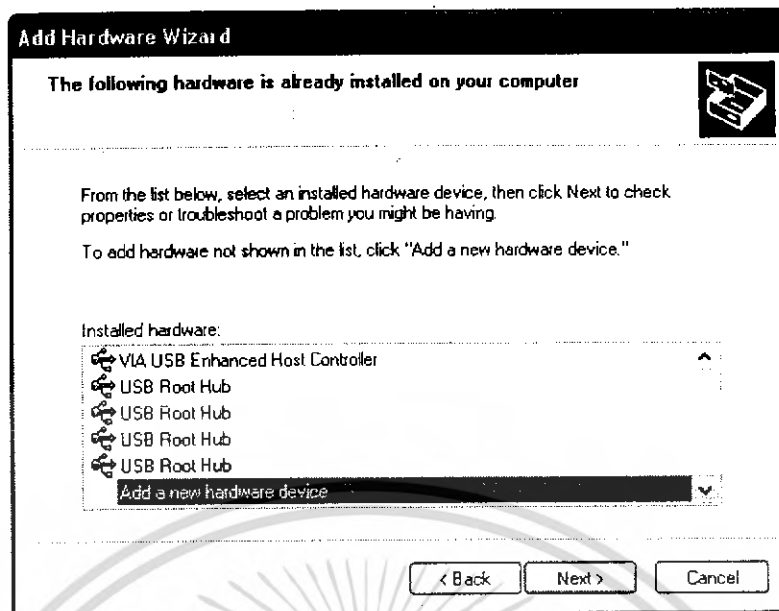 Add Hardware Wizard
The following hardware is already installed on your computer
From the list below, select an installed hardware device, then click Next to check
properties or troubleshoot a problem you might be having.
To add hardware not shown in the list, click "Add a new hardware device."
Installed hardware:
VIA USB Enhanced Host Controller
USB Root Hub
USB Root Hub
USB Root Hub
USB Root Hub
Add a new hardware device
< Back Next > Cancel